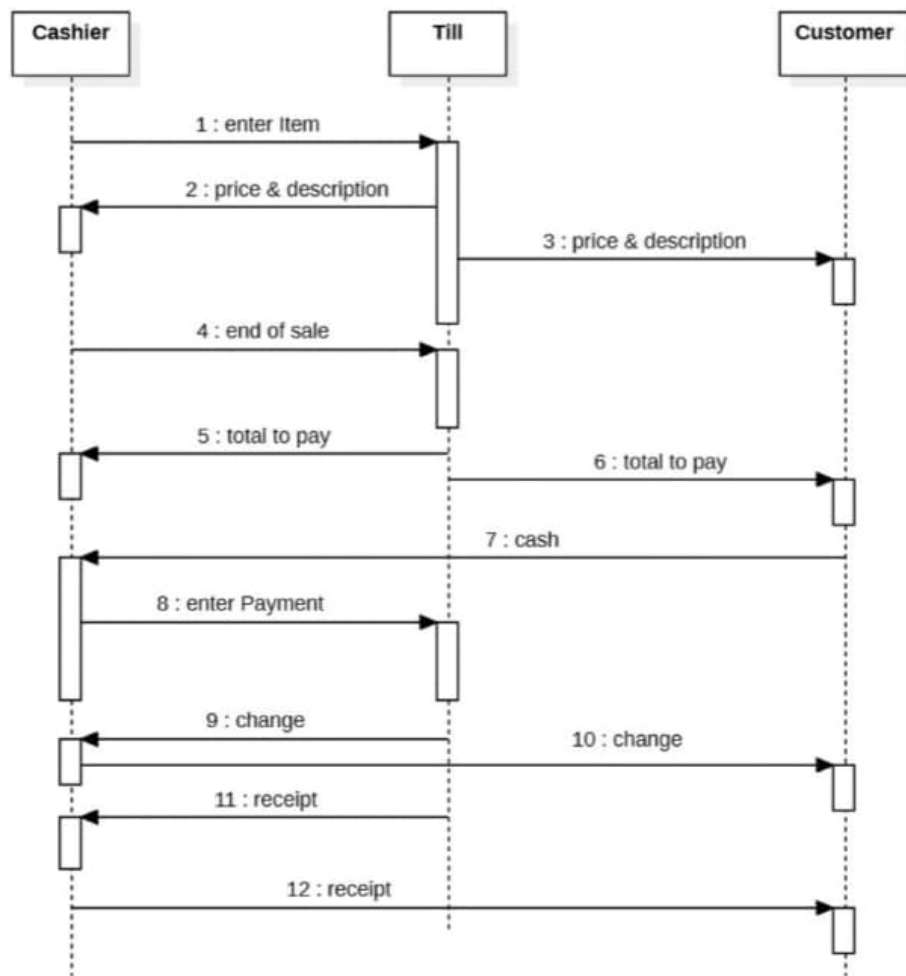 Cashier
Till
Customer
1 : enter Item
2 : price & description
3 : price & description
4 : end of sale
5 : total to pay
6 : total to pay
7 : cash
8 : enter Payment
9 : change
10 : change
11 : receipt
12 : receipt